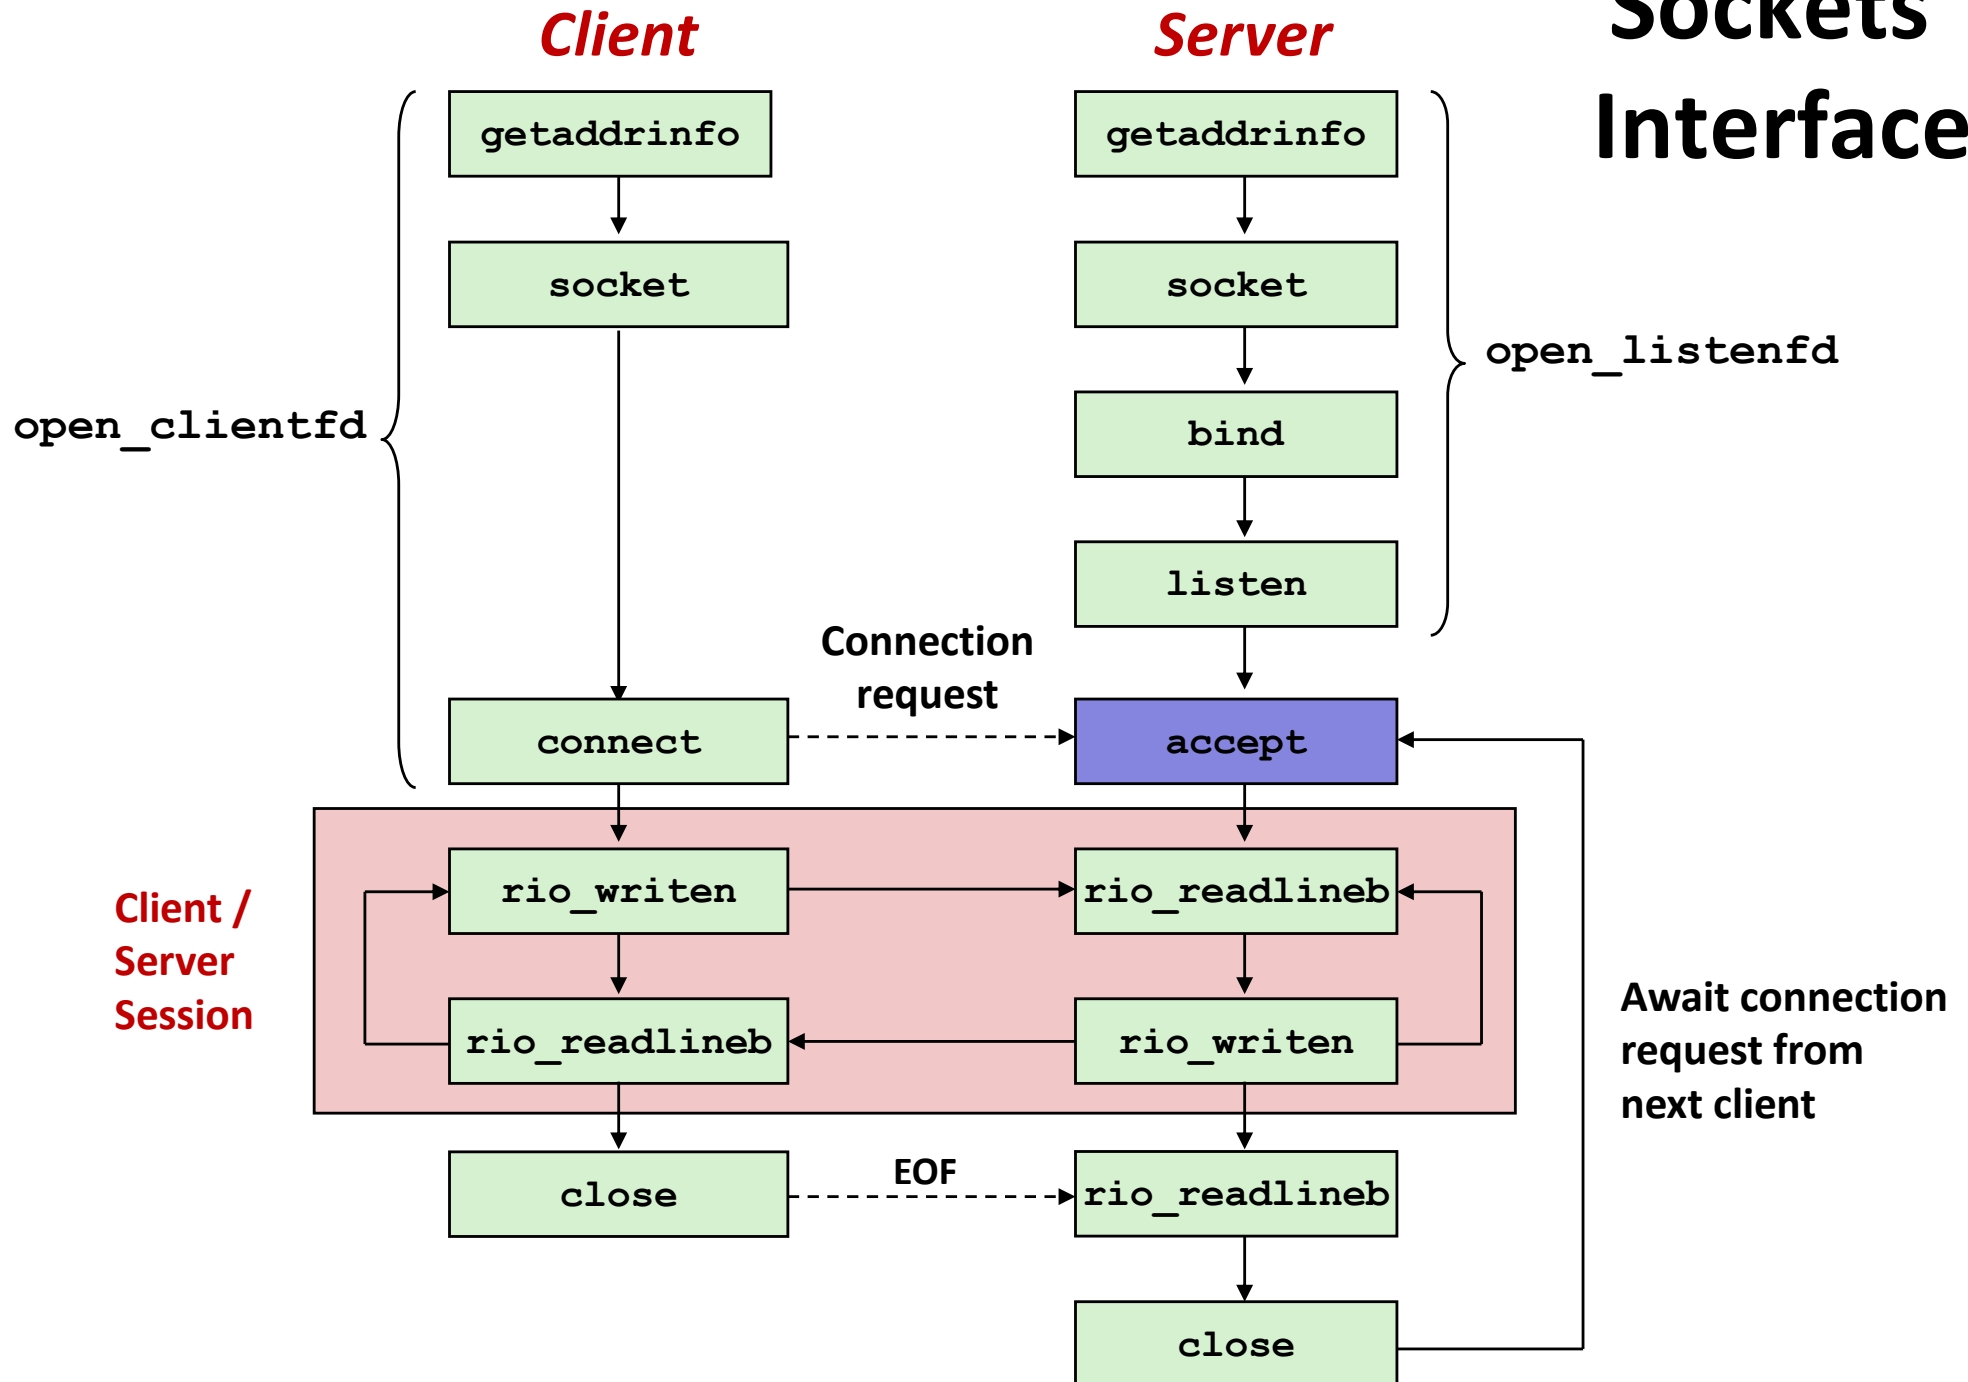 Sockets
Interface
Client
Server
getaddrinfo
getaddrinfo
socket
socket
open_listenfd
open_clientfd
bind
listen
Connection
request
connect
accept
Client /
Server
Session
rio_writen
rio_readlineb
rio_readlineb
rio_writen
Await connection
request from
next client
close
EOF
rio_readlineb
close